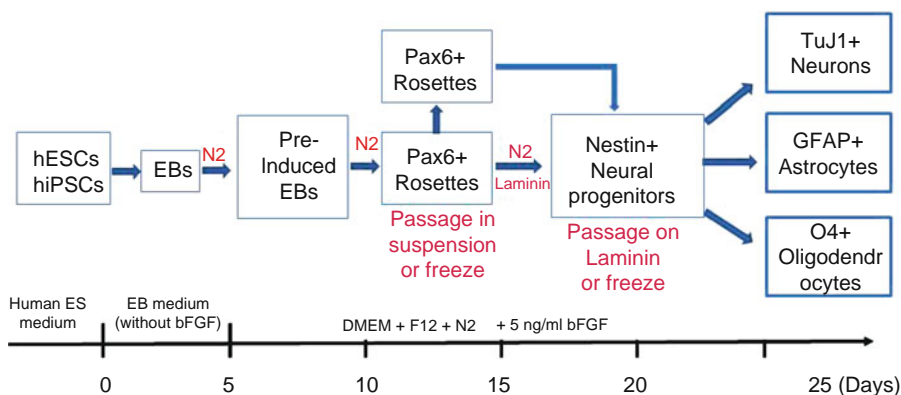 hESCs
hiPSCs
EBs
N2
Pre-
Induced
EBs
N2
Pax6+
Rosettes
Pax6+
Rosettes
Passage in
suspension
or freeze
N2
Laminin
Nestin+
Neural
progenitors
Passage on
Laminin
or freeze
TuJ1+
Neurons
GFAP+
Astrocytes
O4+
Oligodendr
ocytes
Human ES
medium
EB medium
(without bFGF)
DMEM + F12 + N2
+ 5 ng/ml bFGF
0 5 10 15 20 25 (Days)